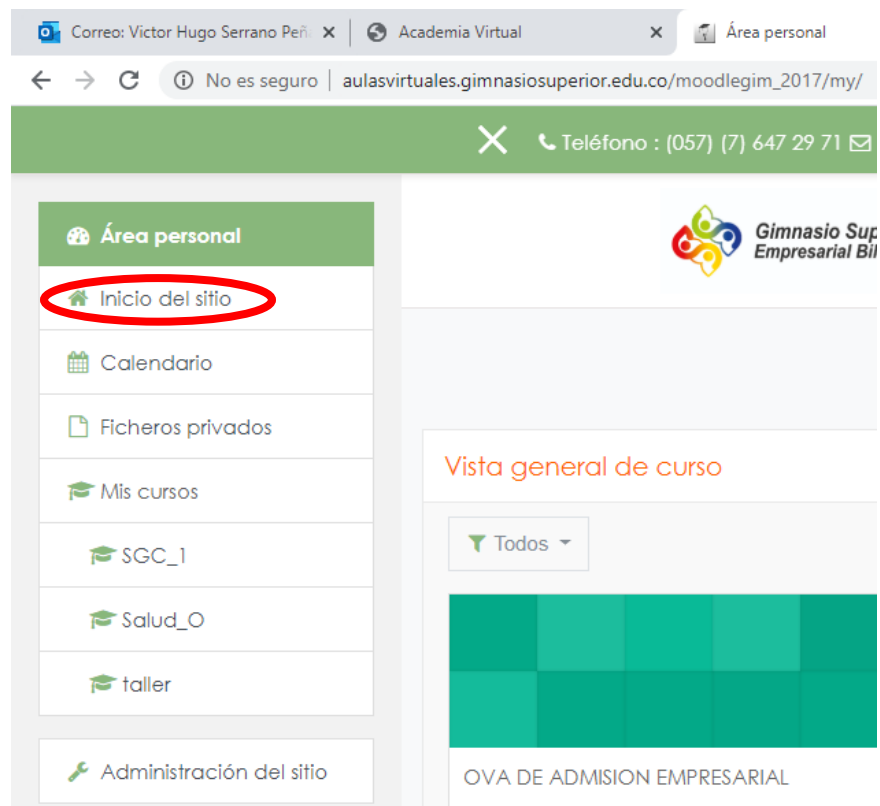 Correo: Victor Hugo Serrano Peñ
Academia Virtual
Área personal
No es seguro | aulasvirtuales.gimnasiosuperior.edu.co/moodlegim_2017/my/
Teléfono : (057) (7) 647 29 71
Área personal
Inicio del sitio
Calendario
Ficheros privados
Mis cursos
SGC_1
Salud_O
taller
Administración del sitio
Gimnasio Sup
Empresarial Bil
Vista general de curso
Todos
OVA DE ADMISION EMPRESARIAL